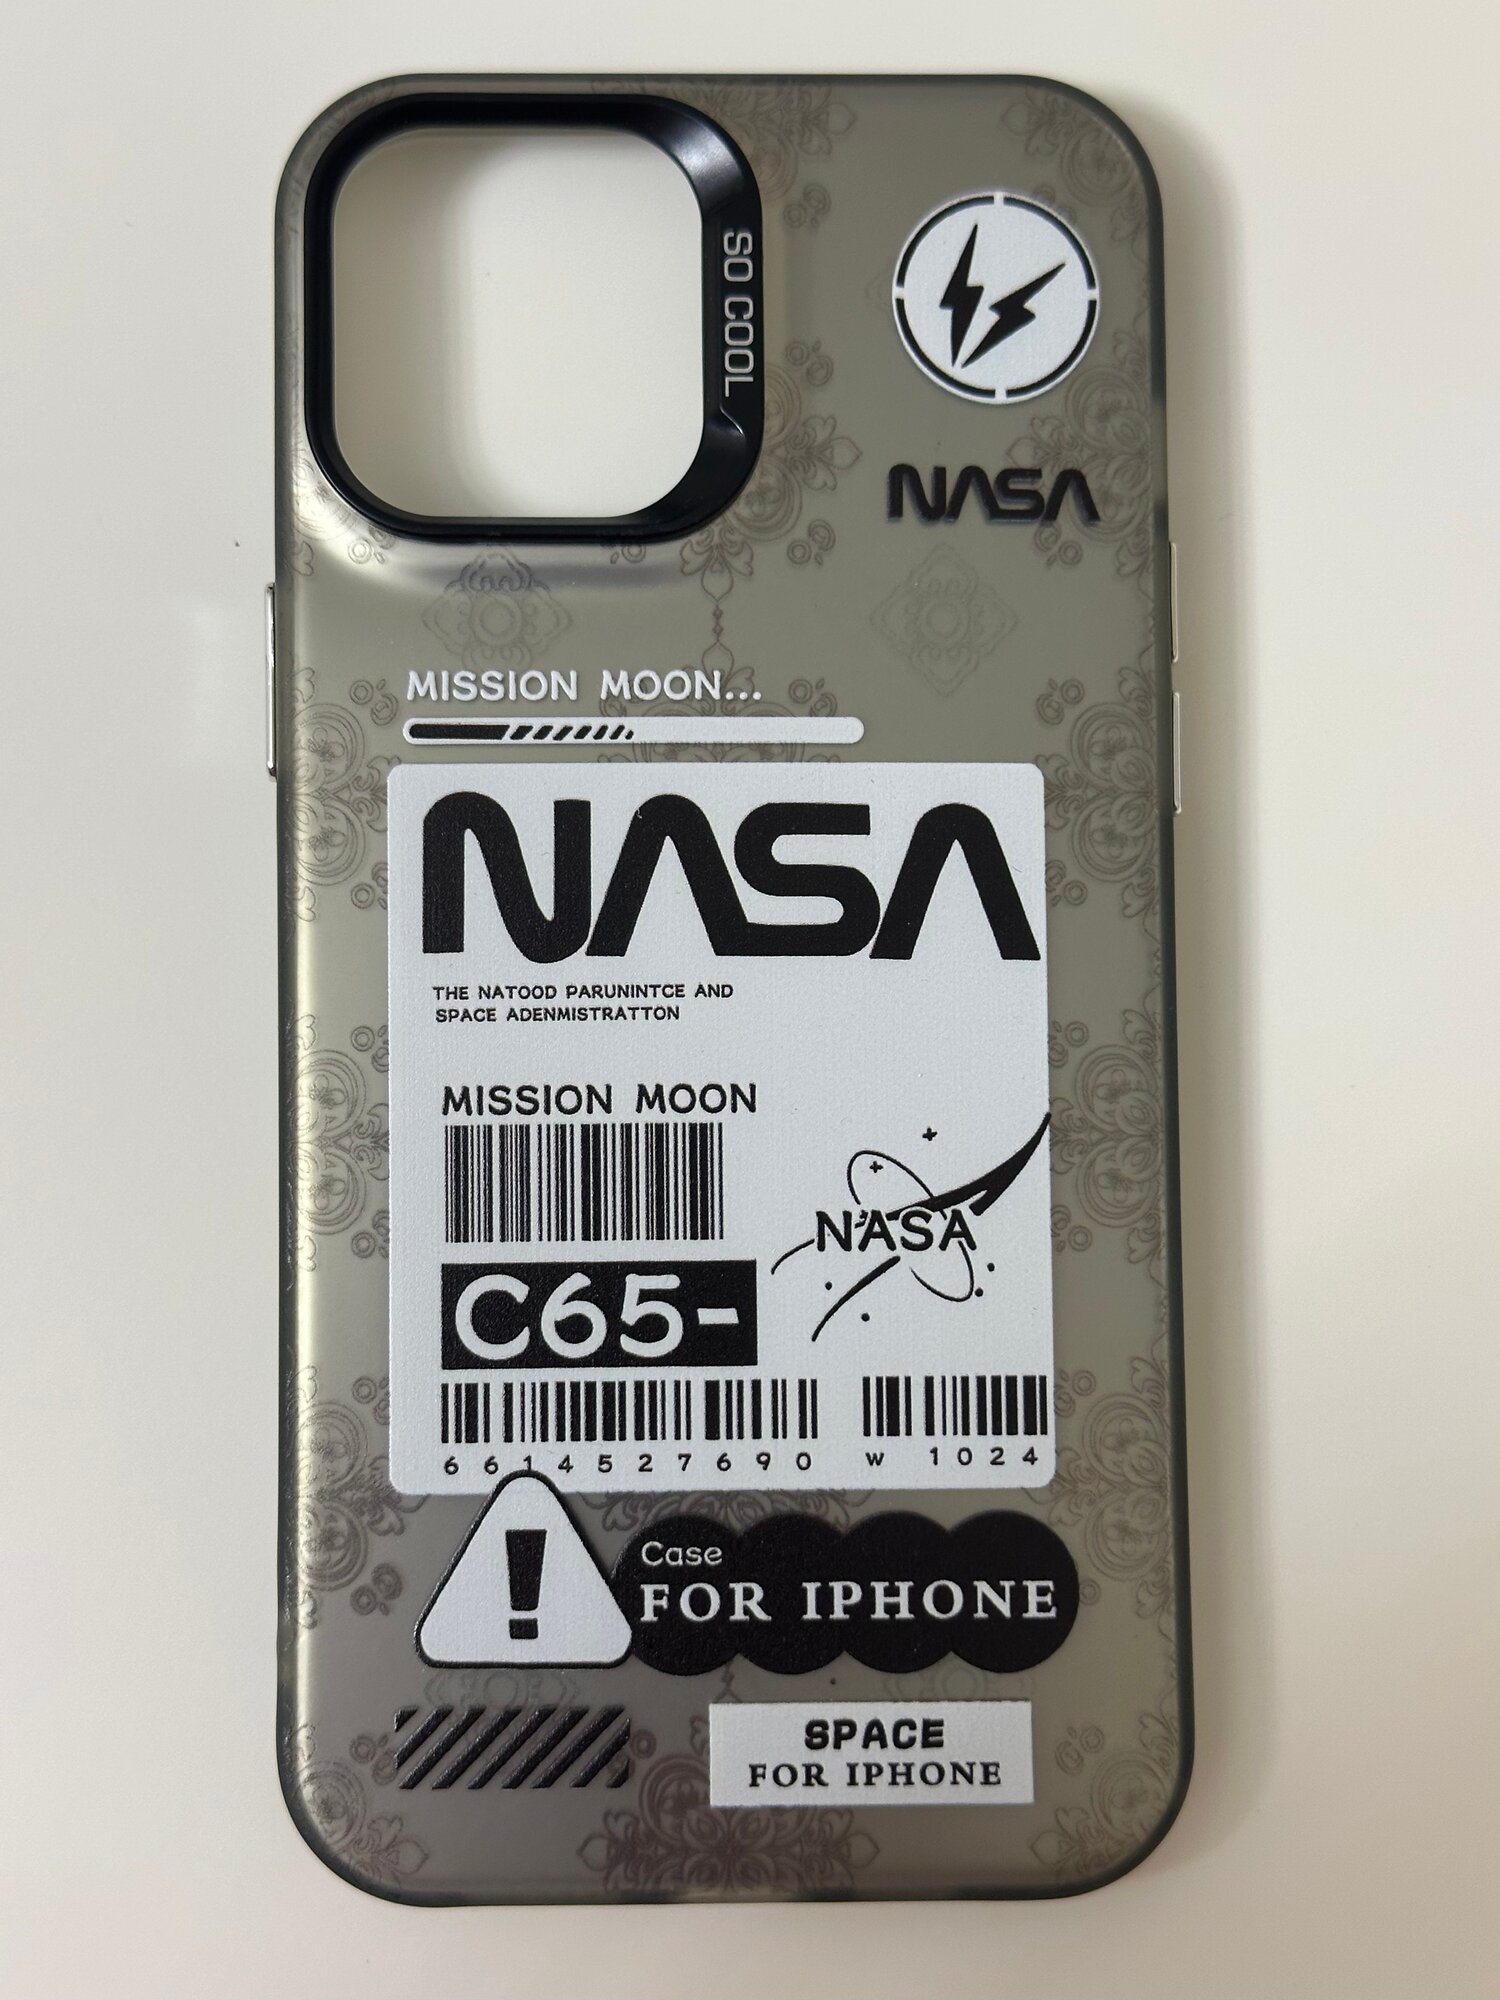 SO COOL
NASA
MISSION MOON...
NASA
THE NATOOD PARUNINTCE AND
SPACE ADENMISTRATTON
MISSION MOON
NASA
C65-
6614527690 w 1024
Case
FOR IPHONE
SPACE
FOR IPHONE